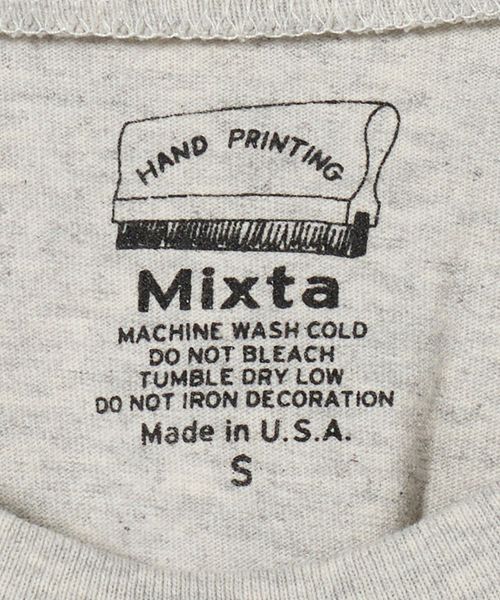 HAND PRINTING
Mixta
MACHINE WASH COLD
DO NOT BLEACH
TUMBLE DRY LOW
DO NOT IRON DECORATION
Made in U.S.A.
S